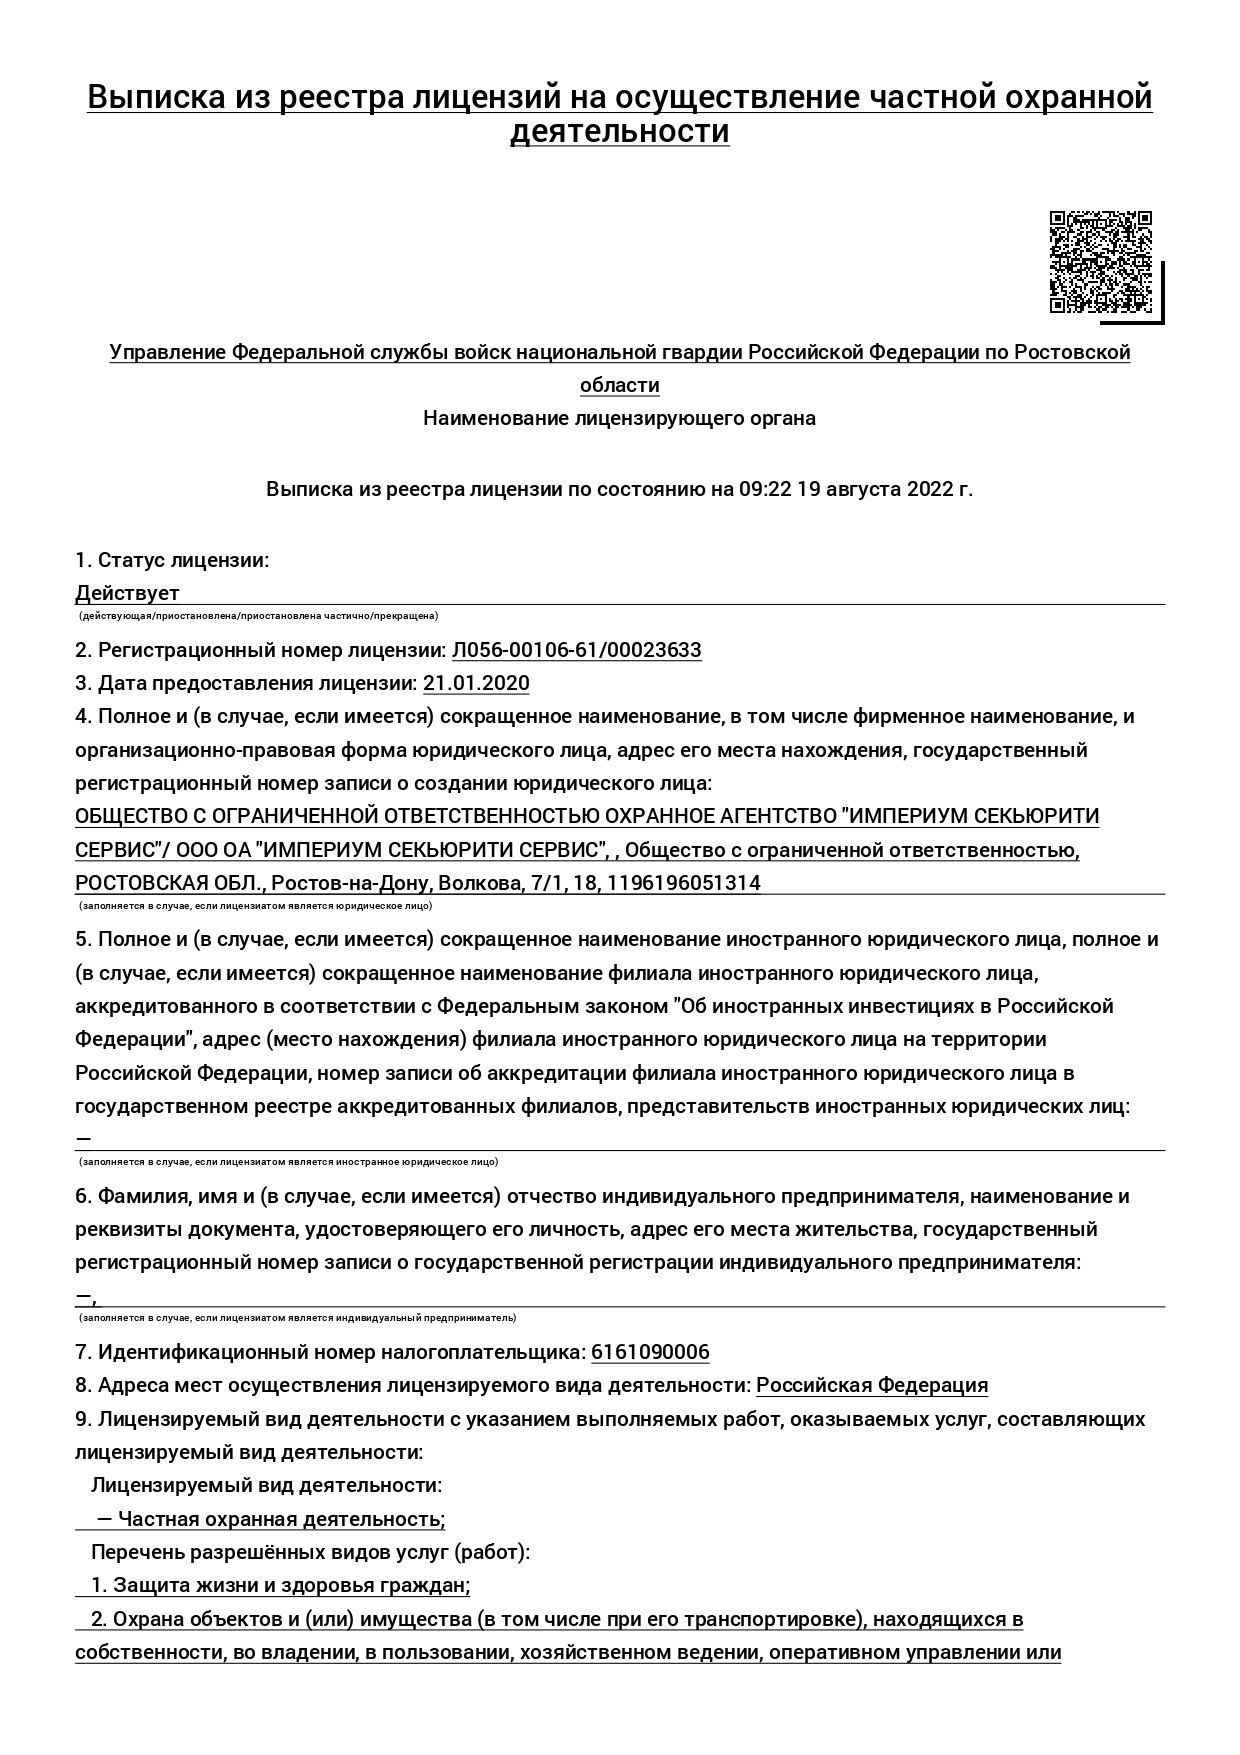 Выписка из реестра лицензий на осуществление частной охранной
деятельности
Управление Федеральной службы войск национальной гвардии Российской Федерации по Ростовской
области
Наименование лицензирующего органа
Выписка из реестра лицензии по состоянию на 09:22 19 августа 2022 г.
1. Статус лицензии:
Действует
(действующая/приостановлена/приостановлена частично/прекращена)
2. Регистрационный номер лицензии: Л056-00106-61/00023633
3. Дата предоставления лицензии: 21.01.2020
4. Полное и (в случае, если имеется) сокращенное наименование, в том числе фирменное наименование, и
организационно-правовая форма юридического лица, адрес его места нахождения, государственный
регистрационный номер записи о создании юридического лица:
ОБЩЕСТВО С ОГРАНИЧЕННОЙ ОТВЕТСТВЕННОСТЬЮ ОХРАННОЕ АГЕНТСТВО "ИМПЕРИУМ СЕКЬЮРИТИ
СЕРВИС"/ ООО ОА "ИМПЕРИУМ СЕКЬЮРИТИ СЕРВИС", , Общество с ограниченной ответственностью,
РОСТОВСКАЯ ОБЛ., Ростов-на-Дону, Волкова, 7/1, 18, 1196196051314
(заполняется в случае, если лицензиатом является юридическое лицо)
5. Полное и (в случае, если имеется) сокращенное наименование иностранного юридического лица, полное и
(в случае, если имеется) сокращенное наименование филиала иностранного юридического лица,
аккредитованного в соответствии с Федеральным законом "Об иностранных инвестициях в Российской
Федерации", адрес (место нахождения) филиала иностранного юридического лица на территории
Российской Федерации, номер записи об аккредитации филиала иностранного юридического лица в
государственном реестре аккредитованных филиалов, представительств иностранных юридических лиц:
—
(заполняется в случае, если лицензиатом является иностранное юридическое лицо)
6. Фамилия, имя и (в случае, если имеется) отчество индивидуального предпринимателя, наименование и
реквизиты документа, удостоверяющего его личность, адрес его места жительства, государственный
регистрационный номер записи о государственной регистрации индивидуального предпринимателя:
—,
(заполняется в случае, если лицензиатом является индивидуальный предприниматель)
7. Идентификационный номер налогоплательщика: 6161090006
8. Адреса мест осуществления лицензируемого вида деятельности: Российская Федерация
9. Лицензируемый вид деятельности с указанием выполняемых работ, оказываемых услуг, составляющих
лицензируемый вид деятельности:
Лицензируемый вид деятельности:
— Частная охранная деятельность;
Перечень разрешённых видов услуг (работ):
1. Защита жизни и здоровья граждан;
2. Охрана объектов и (или) имущества (в том числе при его транспортировке), находящихся в
собственности, во владении, в пользовании, хозяйственном ведении, оперативном управлении или